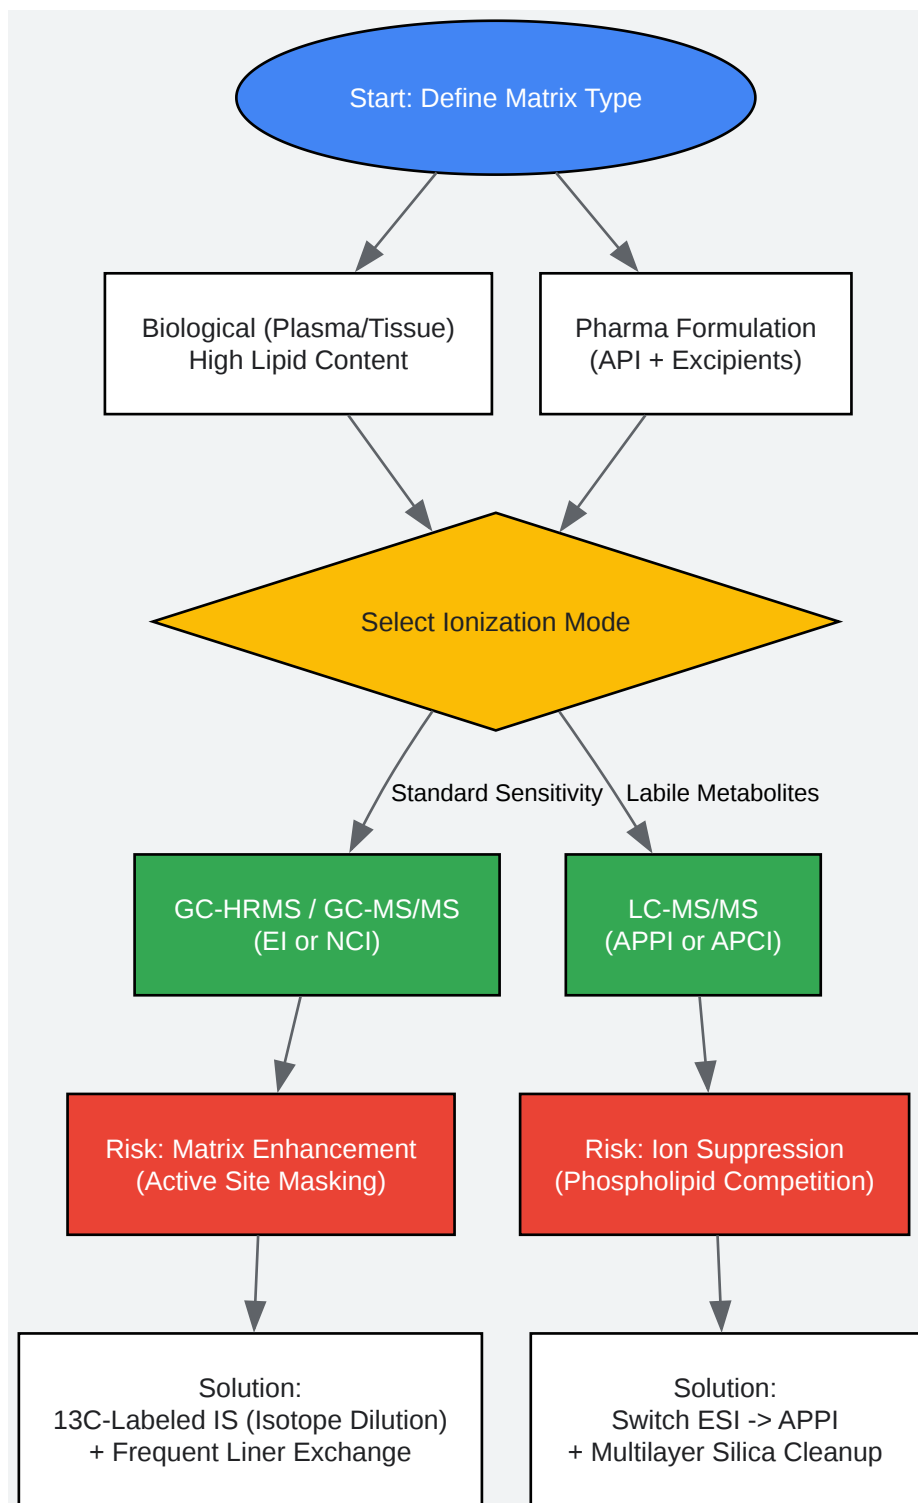 Start: Define Matrix Type
Biological (Plasma/Tissue)
High Lipid Content
Pharma Formulation
(API + Excipients)
Select Ionization Mode
Standard Sensitivity
Labile Metabolites
GC-HRMS / GC-MS/MS
(EI or NCI)
LC-MS/MS
(APPI or APCI)
Risk: Matrix Enhancement
(Active Site Masking)
Risk: Ion Suppression
(Phospholipid Competition)
Solution:
13C-Labeled IS (Isotope Dilution)
+ Frequent Liner Exchange
Solution:
Switch ESI -> APPI
+ Multilayer Silica Cleanup